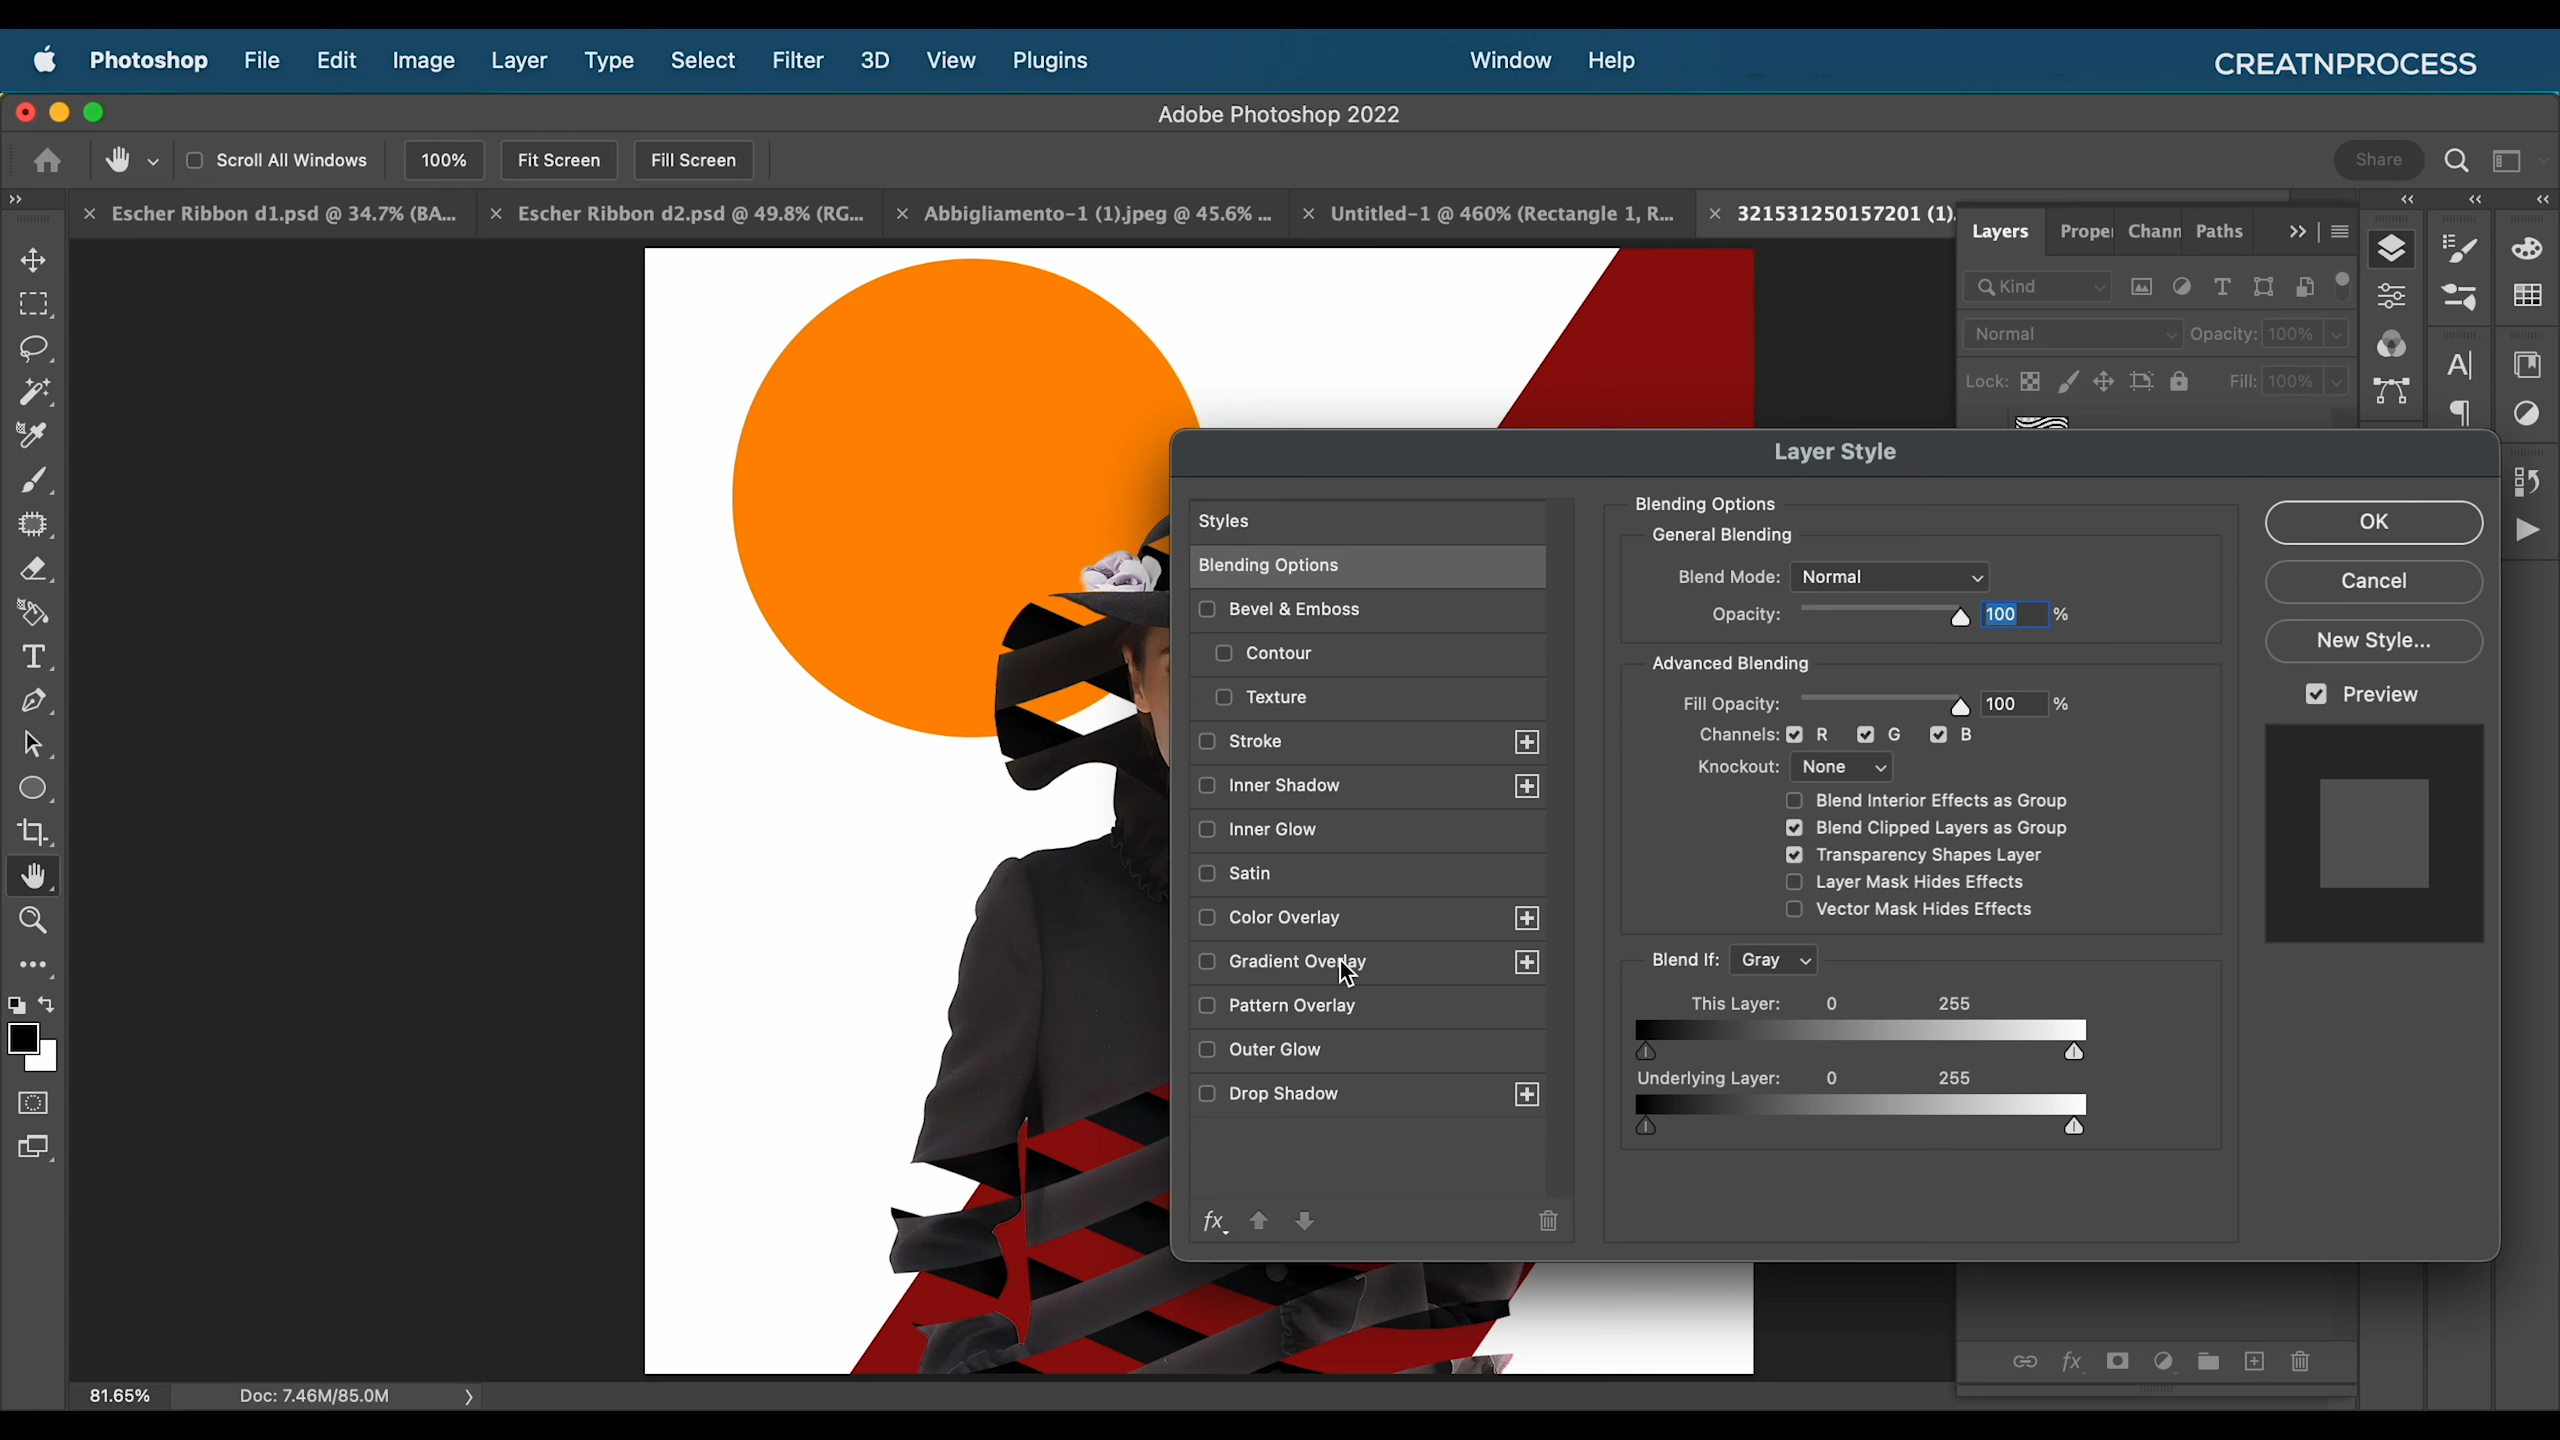 Photoshop File Edit Image Layer Type Select Filter 3D View Plugins Window Help CREATNPROCESS
Adobe Photoshop 2022
Scroll All Windows 100% Fit Screen Fill Screen Share
Escher Ribbon d1.psd @ 34.7% (BA... Escher Ribbon d2.psd @ 49.8% (RG... Abbigliamento-1 (1).jpeg @ 45.6% ... Untitled-1 @ 460% (Rectangle 1, R... 321531250157201 (1).
Layers Proper Chann Paths
Kind
Normal Opacity: 100%
Lock: Fill: 100%
Layer Style
Styles
Blending Options
Bevel & Emboss
Contour
Texture
Stroke
Inner Shadow
Inner Glow
Satin
Color Overlay
Gradient Overlay
Pattern Overlay
Outer Glow
Drop Shadow
fx
Blending Options
General Blending
Blend Mode: Normal
Opacity: 100 %
Advanced Blending
Fill Opacity: 100 %
Channels: R G B
Knockout: None
Blend Interior Effects as Group
Blend Clipped Layers as Group
Transparency Shapes Layer
Layer Mask Hides Effects
Vector Mask Hides Effects
Blend If: Gray
This Layer: 0 255
Underlying Layer: 0 255
OK
Cancel
New Style...
Preview
fx
81.65% Doc: 7.46M/85.0M